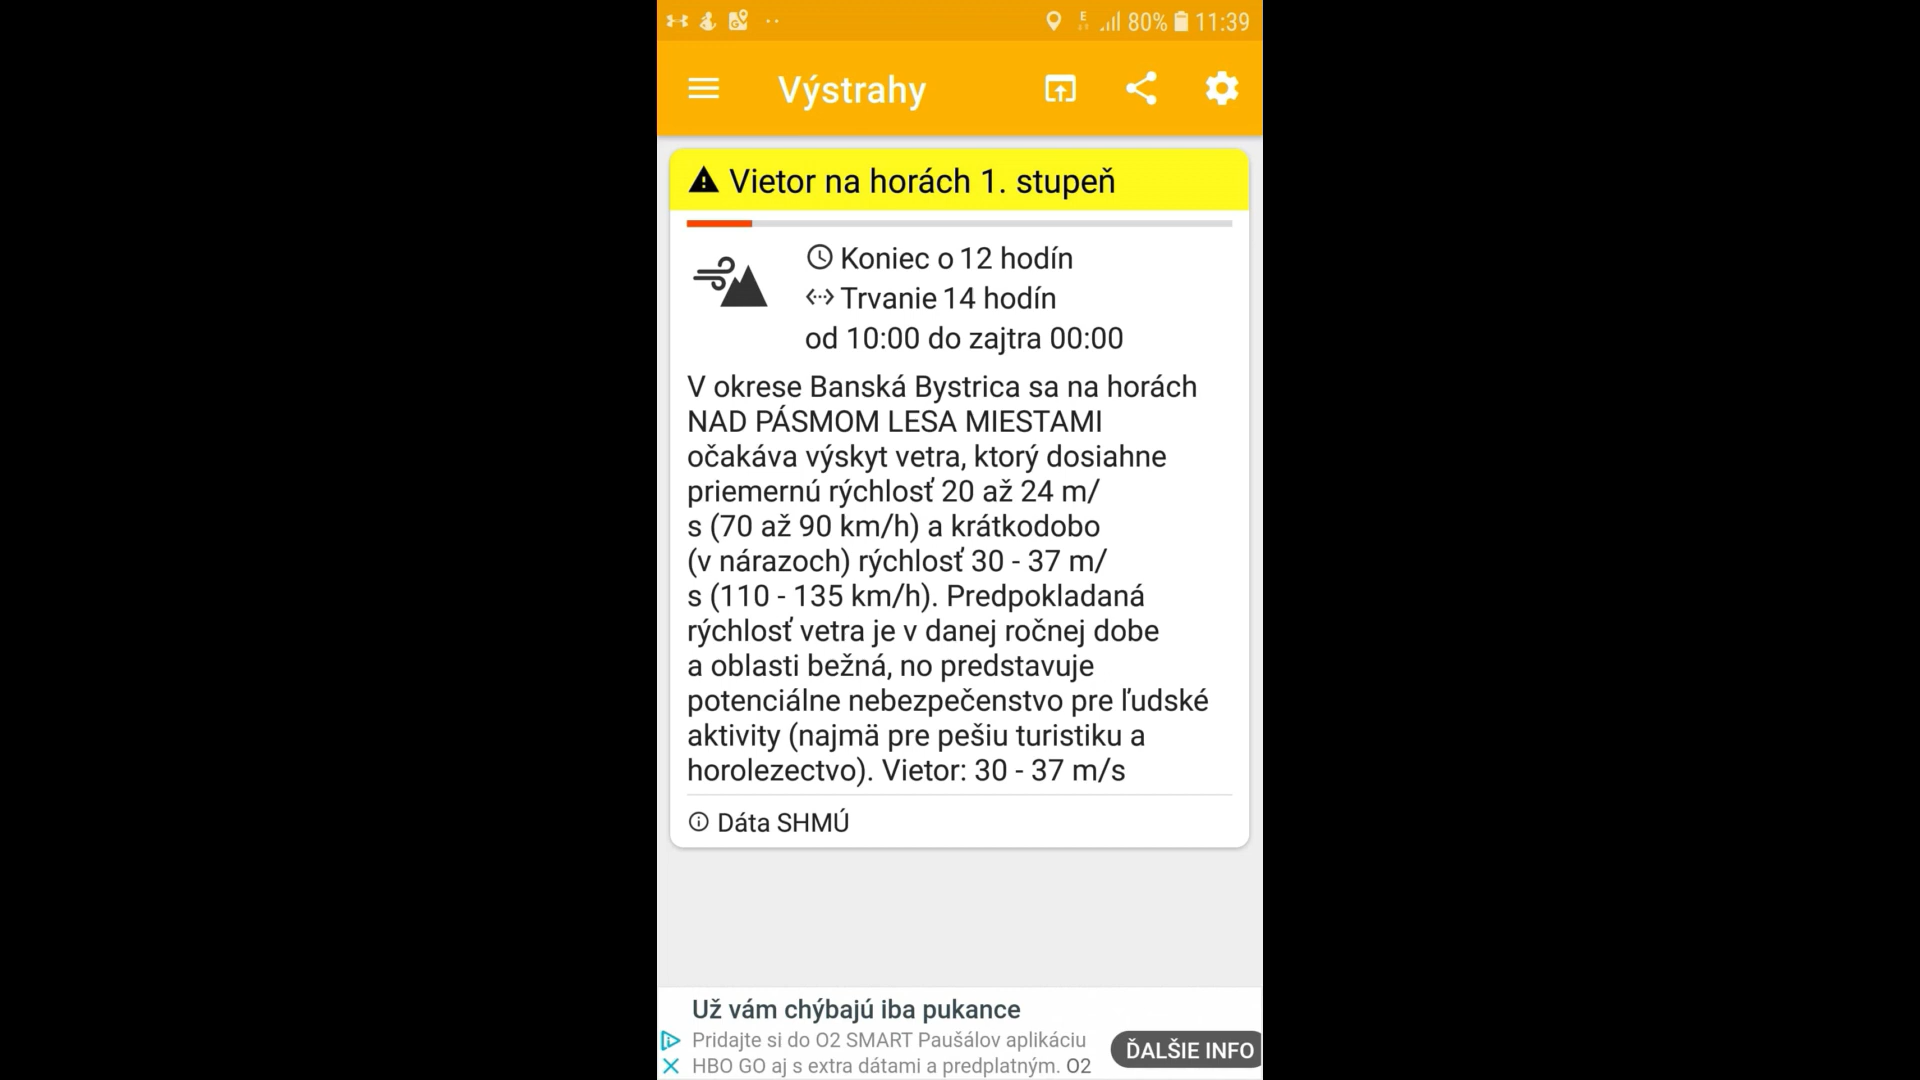 80% 11:39
Výstrahy
Vietor na horách 1. stupeň
Koniec o 12 hodín
Trvanie 14 hodín
od 10:00 do zajtra 00:00
V okrese Banská Bystrica sa na horách
NAD PÁSMOM LESA MIESTAMI
očakáva výskyt vetra, ktorý dosiahne
priemernú rýchlosť 20 až 24 m/
s (70 až 90 km/h) a krátkodobo
(v nárazoch) rýchlosť 30 - 37 m/
s (110 - 135 km/h). Predpokladaná
rýchlosť vetra je v danej ročnej dobe
a oblasti bežná, no predstavuje
potenciálne nebezpečenstvo pre ľudské
aktivity (najmä pre pešiu turistiku a
horolezectvo). Vietor: 30 - 37 m/s
Dáta SHMÚ
Už vám chýbajú iba pukance
Pridajte si do O2 SMART Paušálov aplikáciu
HBO GO aj s extra dátami a predplatným. O2
ĎALŠIE INFO